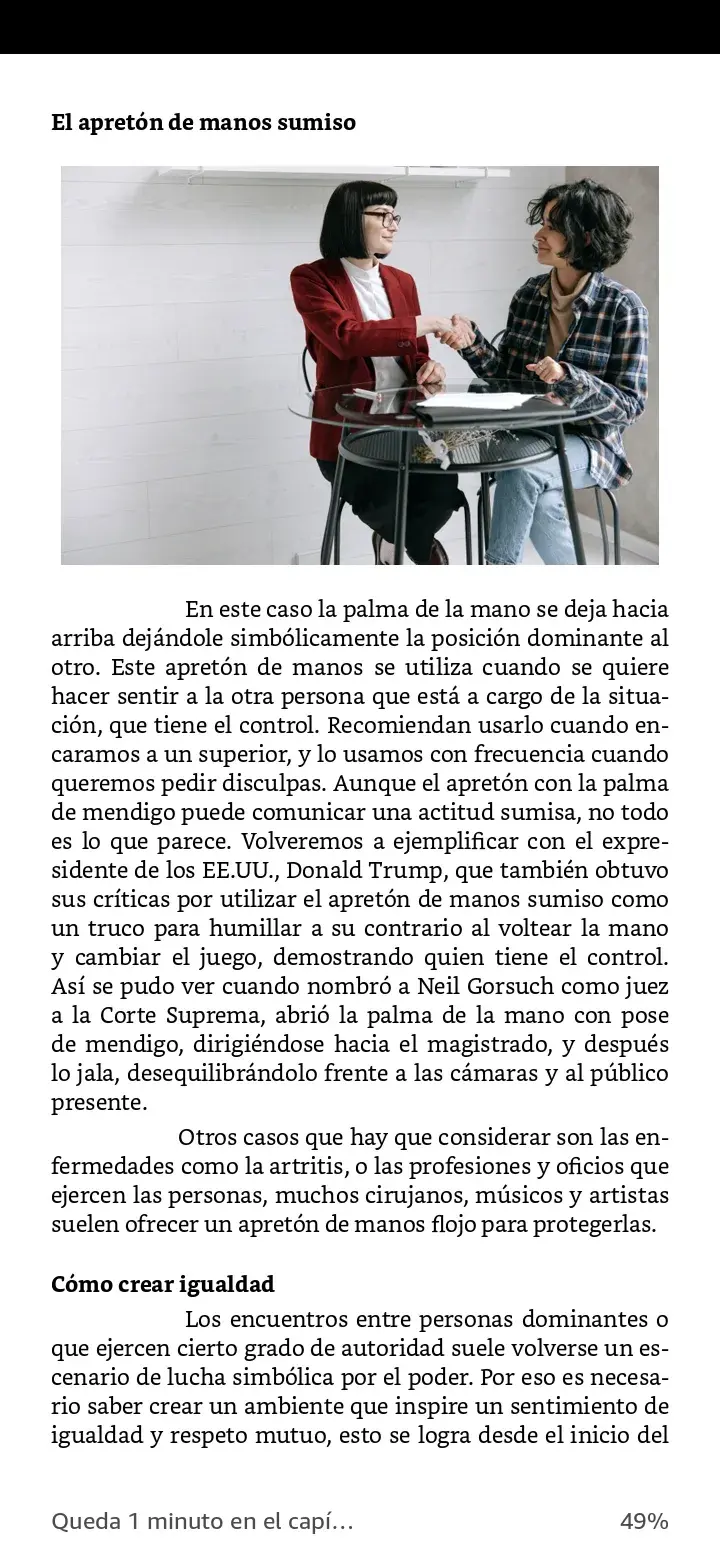 El apretón de manos sumiso
En este caso la palma de la mano se deja hacia
arriba dejándole simbólicamente la posición dominante al
otro. Este apretón de manos se utiliza cuando se quiere
hacer sentir a la otra persona que está a cargo de la situa-
ción, que tiene el control. Recomiendan usarlo cuando en-
caramos a un superior, y lo usamos con frecuencia cuando
queremos pedir disculpas. Aunque el apretón con la palma
de mendigo puede comunicar una actitud sumisa, no todo
es lo que parece. Volveremos a ejemplificar con el expre-
sidente de los EE.UU., Donald Trump, que también obtuvo
sus críticas por utilizar el apretón de manos sumiso como
un truco para humillar a su contrario al voltear la mano
y cambiar el juego, demostrando quien tiene el control.
Así se pudo ver cuando nombró a Neil Gorsuch como juez
a la Corte Suprema, abrió la palma de la mano con pose
de mendigo, dirigiéndose hacia el magistrado, y después
lo jala, desequilibrándolo frente a las cámaras y al público
presente.
Otros casos que hay que considerar son las en-
fermedades como la artritis, o las profesiones y oficios que
ejercen las personas, muchos cirujanos, músicos y artistas
suelen ofrecer un apretón de manos flojo para protegerlas.
Cómo crear igualdad
Los encuentros entre personas dominantes o
que ejercen cierto grado de autoridad suele volverse un es-
cenario de lucha simbólica por el poder. Por eso es necesa-
rio saber crear un ambiente que inspire un sentimiento de
igualdad y respeto mutuo, esto se logra desde el inicio del
Queda 1 minuto en el capí…
49%